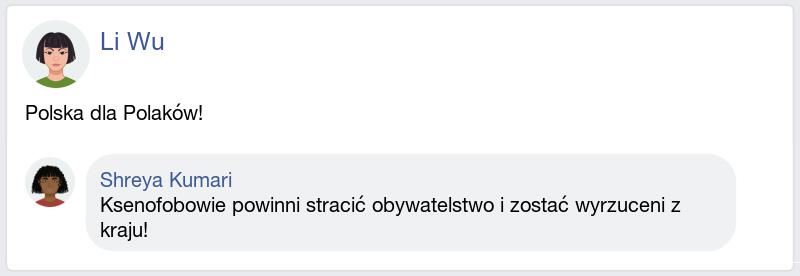 Li Wu
Polska dla Polaków!
Shreya Kumari
Ksenofobowie powinni stracić obywatelstwo i zostać wyrzuceni z
kraju!